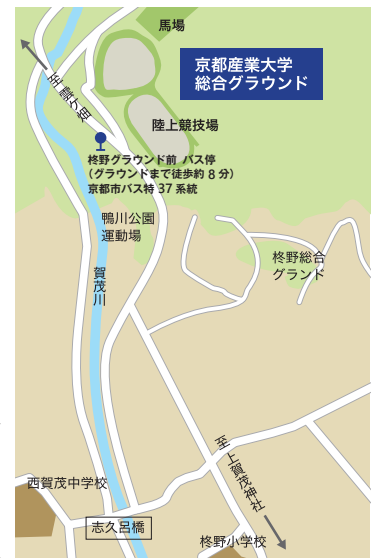 馬場
京都産業大学
総合グラウンド
至雲ケ畑
陸上競技場
柊野グラウンド前 バス停
（グラウンドまで徒歩約 8 分）
京都市バス特 37 系統
鴨川公園
運動場
柊野総合
グランド
賀茂川
至上賀茂神社
西賀茂中学校
志久呂橋
柊野小学校